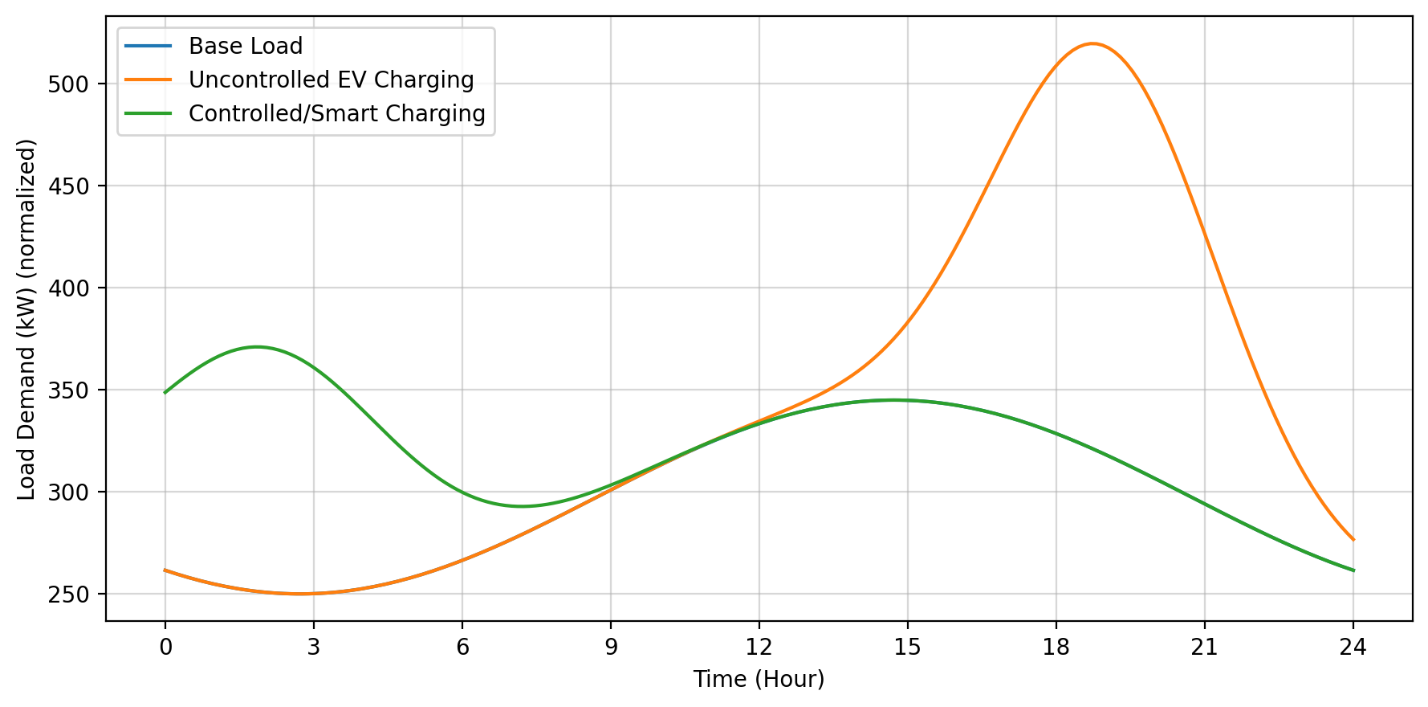 Base Load
Uncontrolled EV Charging
Controlled/Smart Charging
Load Demand (kW) (normalized)
500
450
400
350
300
250
0 3 6 9 12 15 18 21 24
Time (Hour)